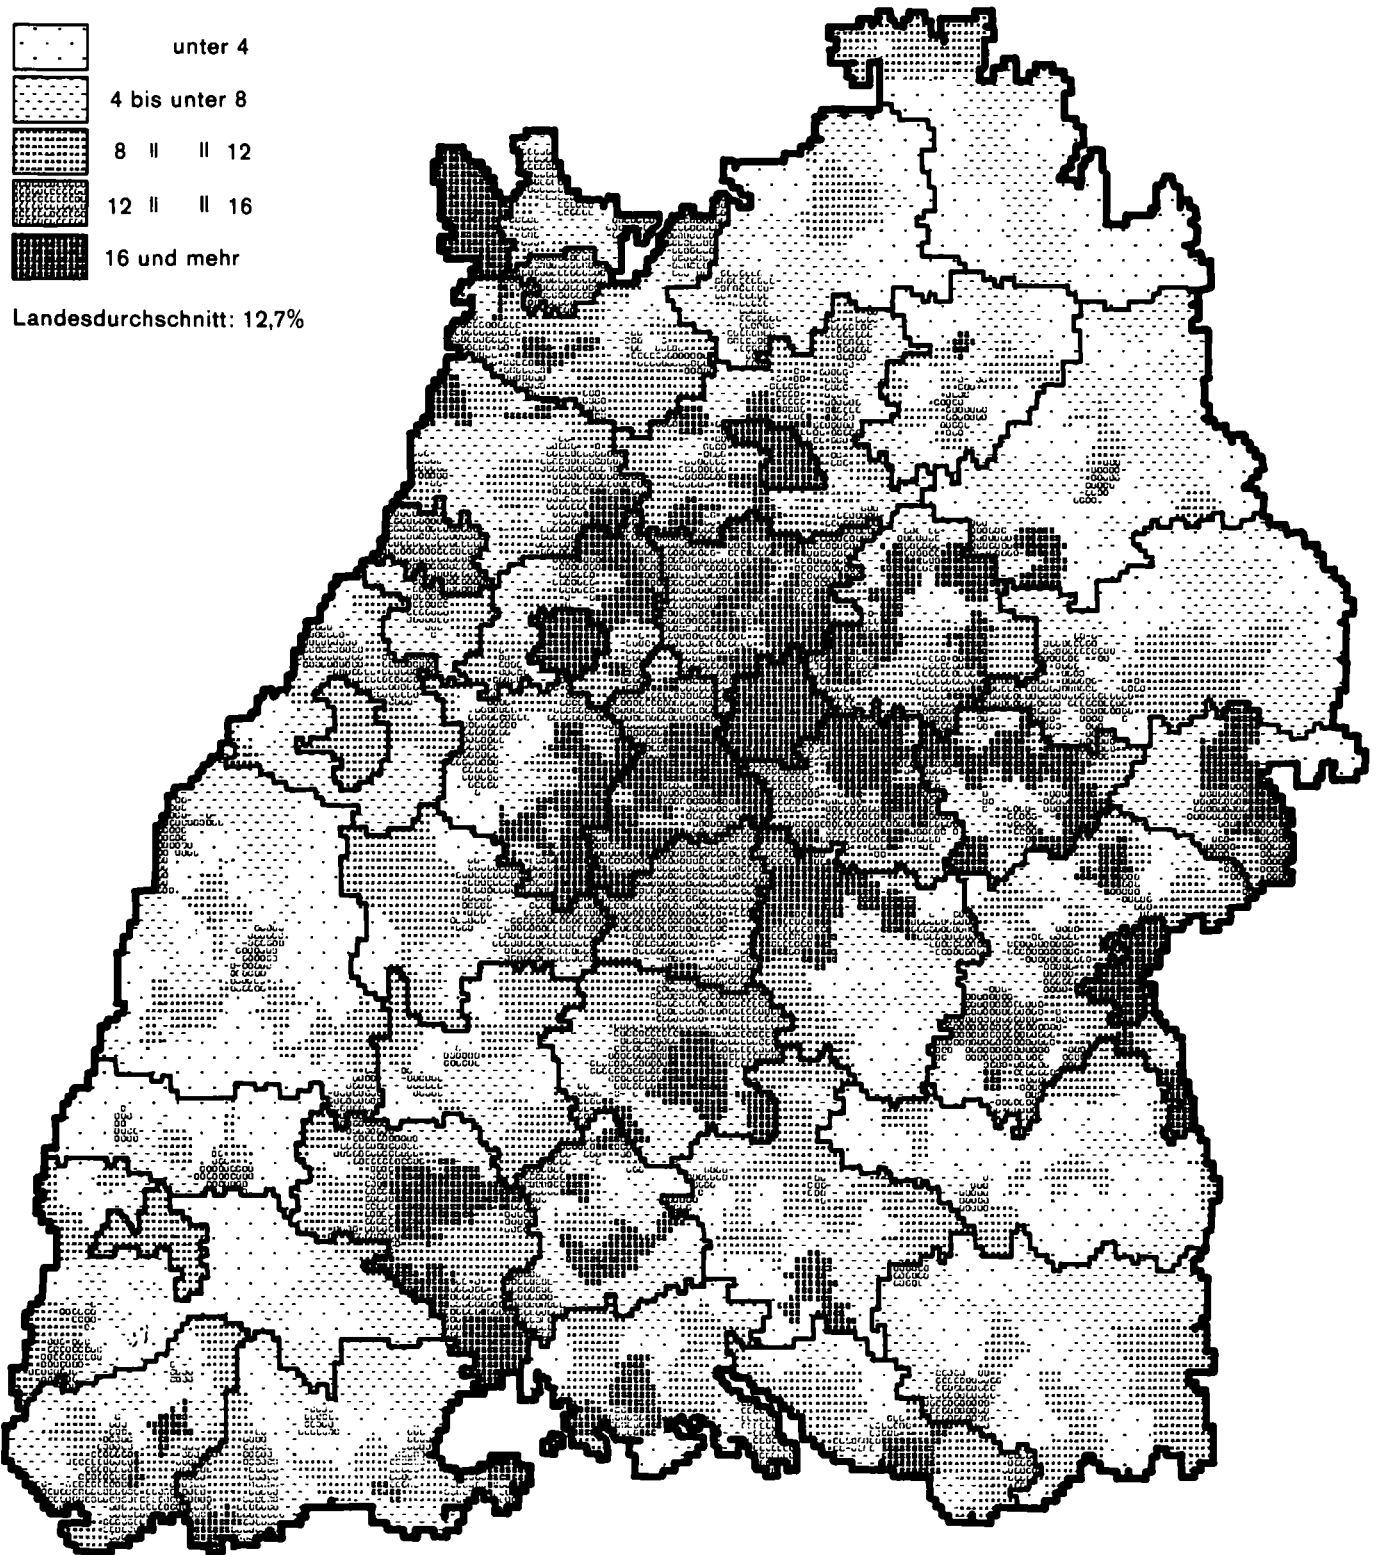 unter 4
4 bis unter 8
8 " " 12
12 " " 16
16 und mehr
Landesdurchschnitt: 12,7%